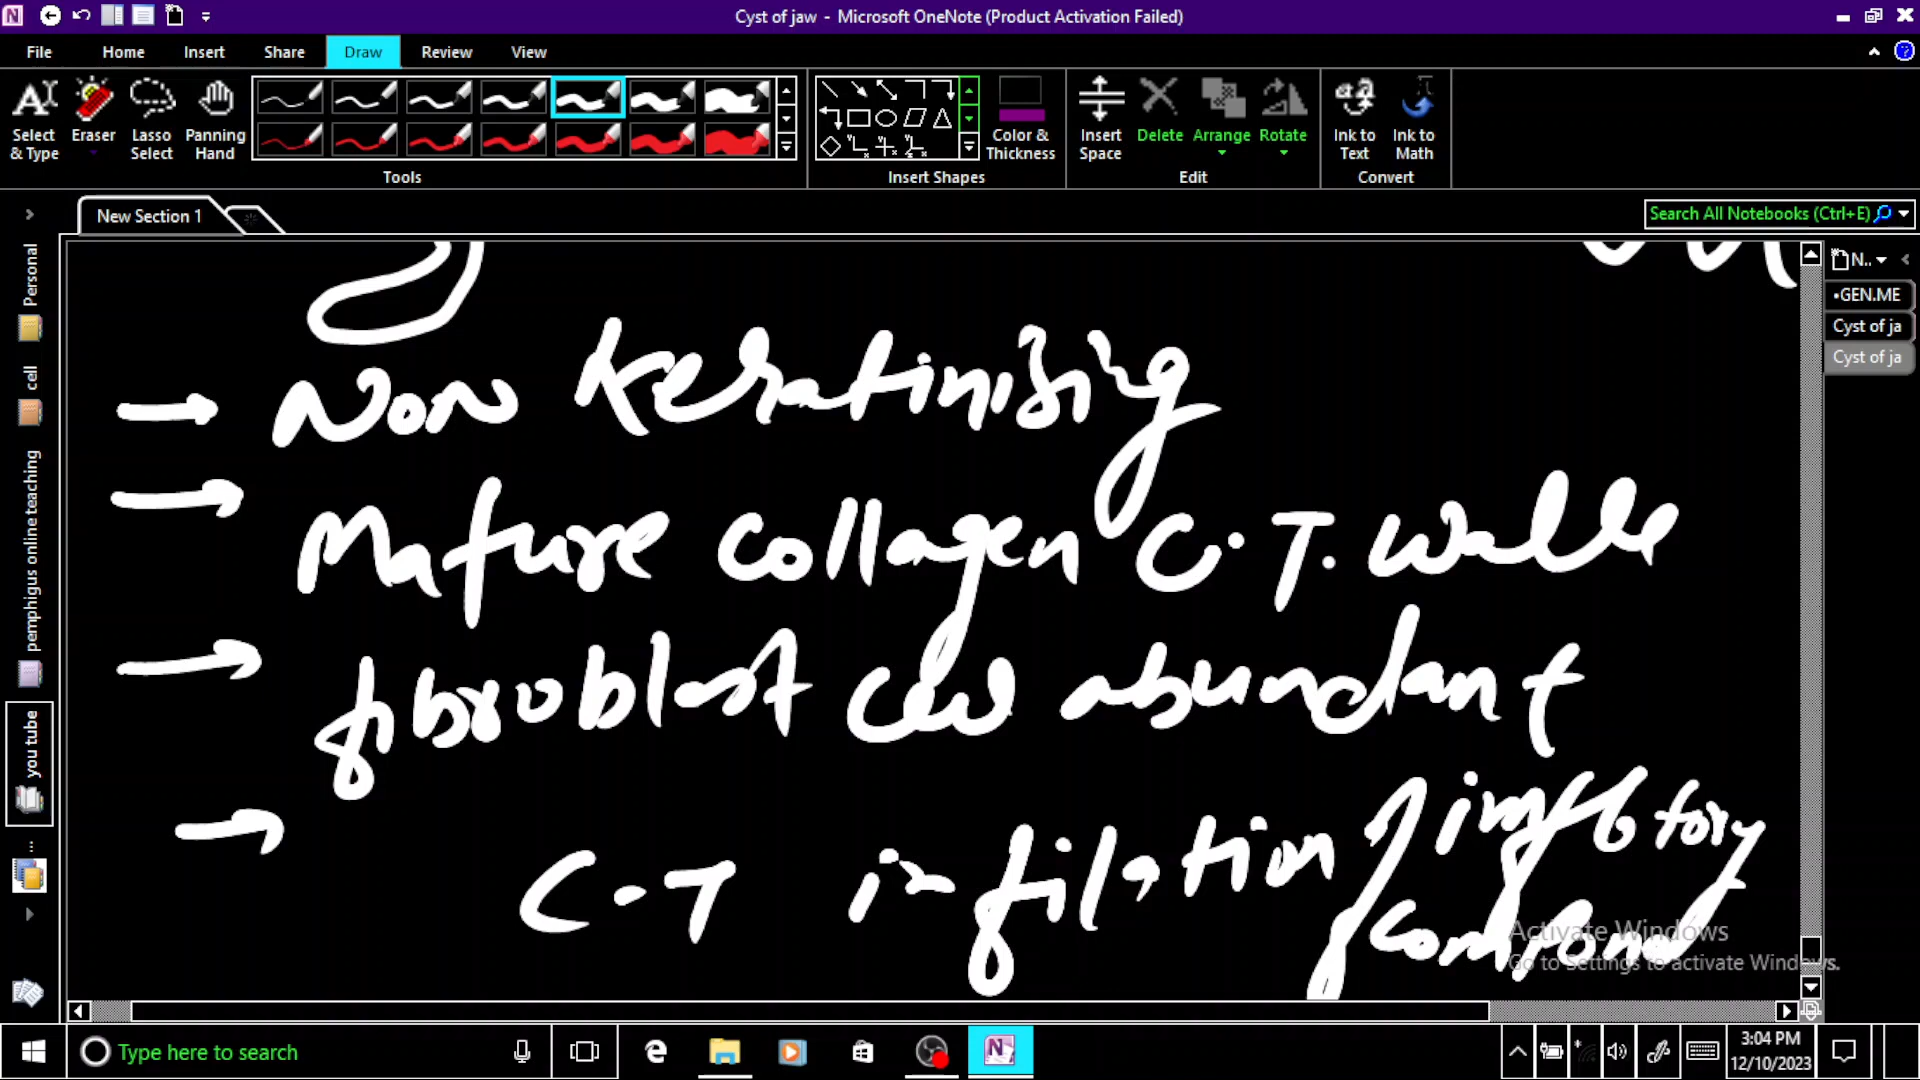 Cyst of jaw - Microsoft OneNote (Product Activation Failed)
File Home Insert Share Draw Review View
Select & Type
Eraser
Lasso Select
Panning Hand
Color & Thickness
Insert Space
Delete
Arrange
Rotate
Ink to Text
Ink to Math
Tools
Insert Shapes
Edit
Convert
New Section 1
Search All Notebooks (Ctrl+E)
Personal
cell
pemphigus online teaching
you tube
N..
•GEN.ME
Cyst of ja
Cyst of ja
→ Non Keratinizing
→ Mature collagen C.T. walls
→ fibroblast cell abundant
→ C-T infilation of
Activate Windows
Go to Settings to activate Windows.
Type here to search
3:04 PM
12/10/2023